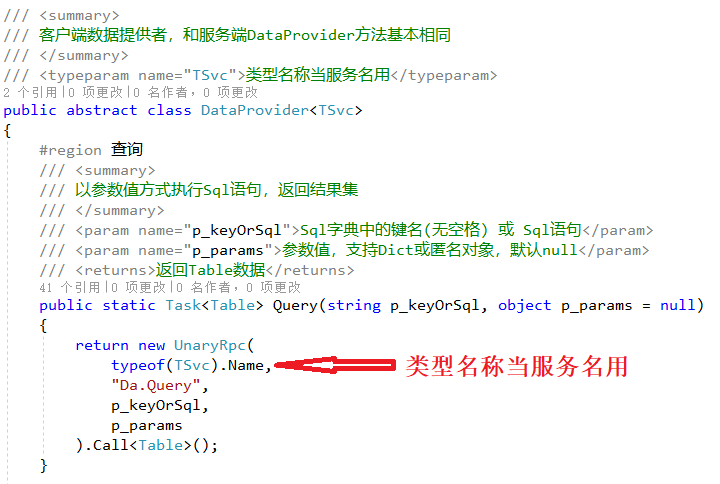 /// <summary>
/// 客户端数据提供者，和服务端DataProvider方法基本相同
/// </summary>
/// <typeparam name="TSvc">类型名称当服务名用</typeparam>
2 个引用|0 项更改|0 名作者，0 项更改
public abstract class DataProvider<TSvc>
{
#region 查询
/// <summary>
/// 以参数值方式执行Sql语句，返回结果集
/// </summary>
/// <param name="p_keyOrSql">Sql字典中的键名(无空格) 或 Sql语句</param>
/// <param name="p_params">参数值，支持Dict或匿名对象，默认null</param>
/// <returns>返回Table数据</returns>
41 个引用|0 项更改|0 名作者，0 项更改
public static Task<Table> Query(string p_keyOrSql, object p_params = null)
{
return new UnaryRpc(
typeof(TSvc).Name, 类型名称当服务名用
"Da.Query",
p_keyOrSql,
p_params
).Call<Table>();
}